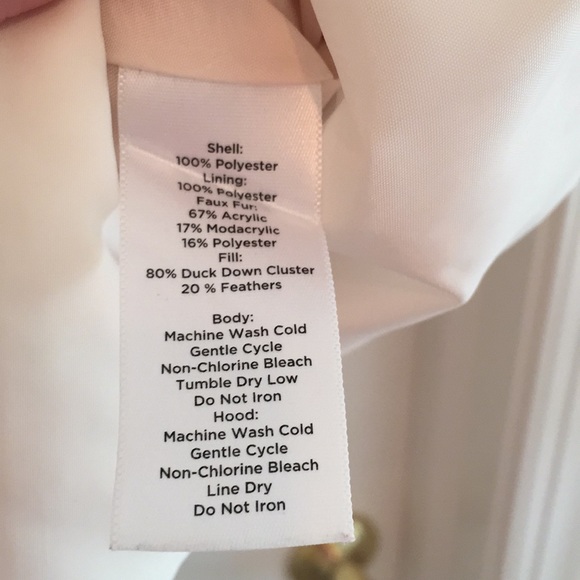 Shell:
100% Polyester
Lining:
100% Polyester
Faux Fur:
67% Acrylic
17% Modacrylic
16% Polyester
Fill:
80% Duck Down Cluster
20 % Feathers
Body:
Machine Wash Cold
Gentle Cycle
Non-Chlorine Bleach
Tumble Dry Low
Do Not Iron
Hood:
Machine Wash Cold
Gentle Cycle
Non-Chlorine Bleach
Line Dry
Do Not Iron